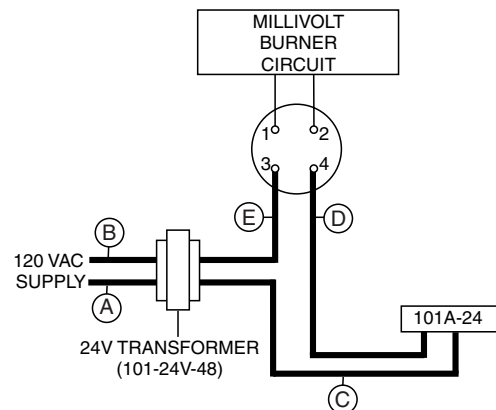 MILLIVOLT
BURNER
CIRCUIT
1
2
3
4
E
D
B
120 VAC
SUPPLY
A
101A-24
24V TRANSFORMER
(101-24V-48)
C